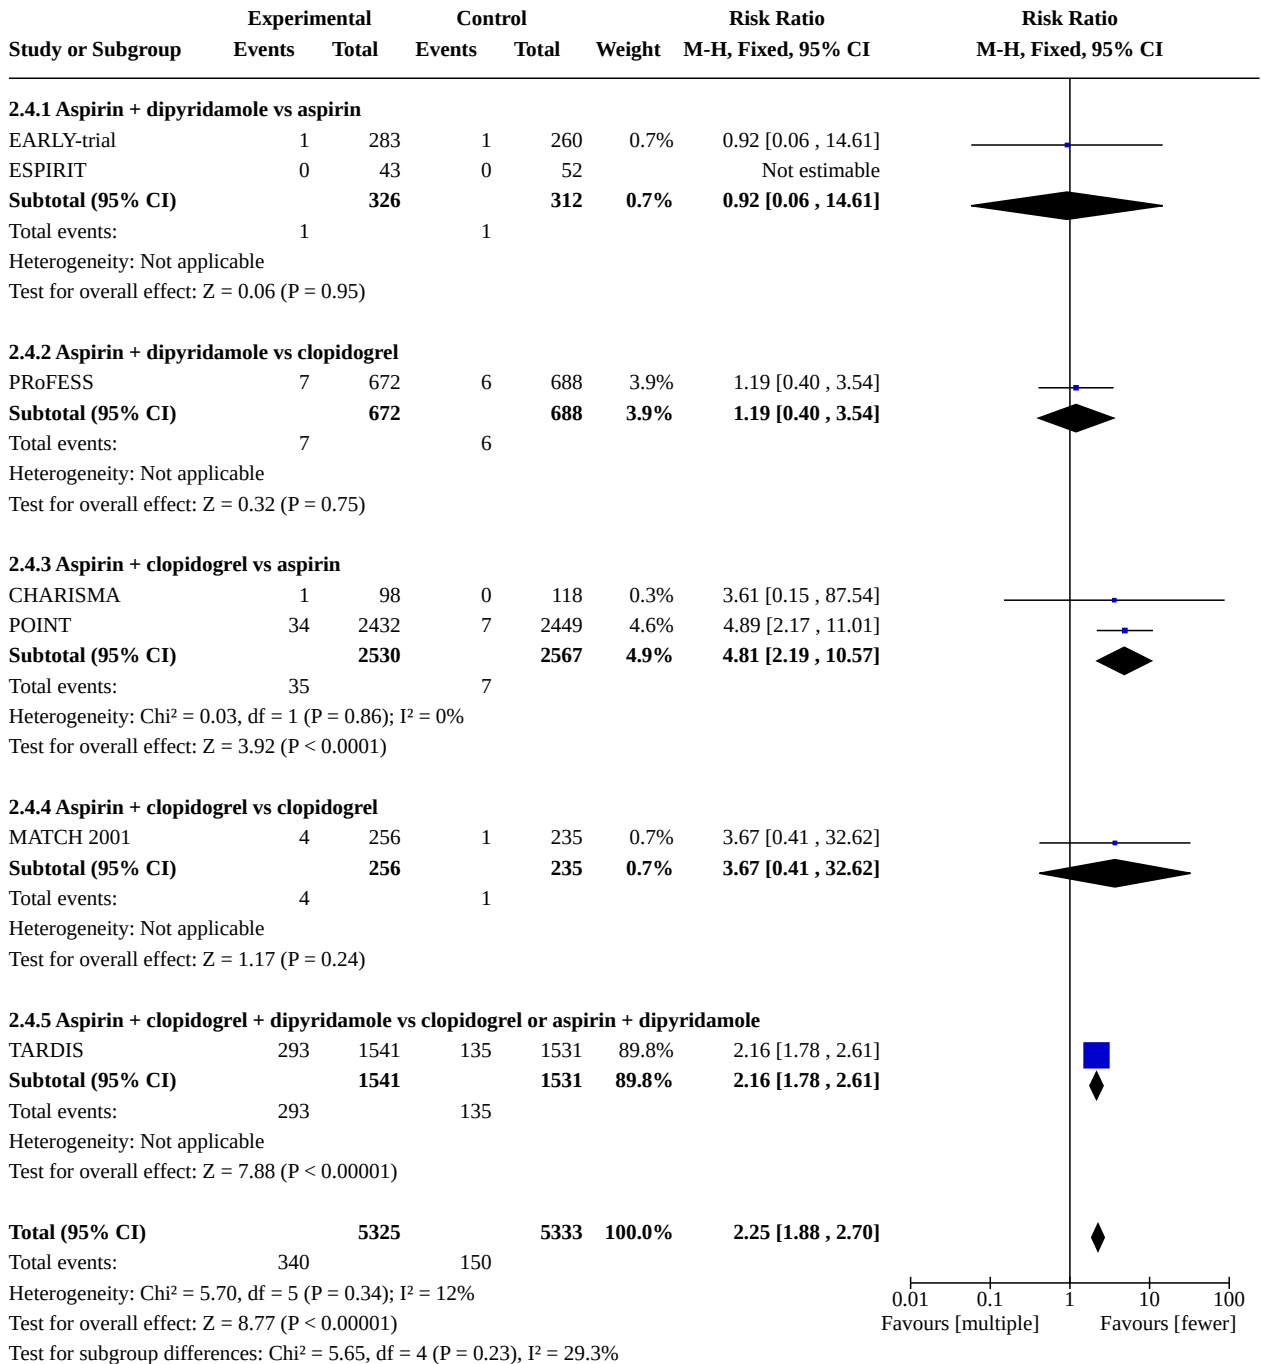 Experimental Control Risk Ratio Risk Ratio
Study or Subgroup Events Total Events Total Weight M-H, Fixed, 95% CI M-H, Fixed, 95% CI
2.4.1 Aspirin + dipyridamole vs aspirin
EARLY-trial 1 283 1 260 0.7% 0.92 [0.06 , 14.61]
ESPIRIT 0 43 0 52 Not estimable
Subtotal (95% CI) 326 312 0.7% 0.92 [0.06 , 14.61]
Total events: 1 1
Heterogeneity: Not applicable
Test for overall effect: Z = 0.06 (P = 0.95)
2.4.2 Aspirin + dipyridamole vs clopidogrel
PRoFESS 7 672 6 688 3.9% 1.19 [0.40 , 3.54]
Subtotal (95% CI) 672 688 3.9% 1.19 [0.40 , 3.54]
Total events: 7 6
Heterogeneity: Not applicable
Test for overall effect: Z = 0.32 (P = 0.75)
2.4.3 Aspirin + clopidogrel vs aspirin
CHARISMA 1 98 0 118 0.3% 3.61 [0.15 , 87.54]
POINT 34 2432 7 2449 4.6% 4.89 [2.17 , 11.01]
Subtotal (95% CI) 2530 2567 4.9% 4.81 [2.19 , 10.57]
Total events: 35 7
Heterogeneity: Chi² = 0.03, df = 1 (P = 0.86); I² = 0%
Test for overall effect: Z = 3.92 (P < 0.0001)
2.4.4 Aspirin + clopidogrel vs clopidogrel
MATCH 2001 4 256 1 235 0.7% 3.67 [0.41 , 32.62]
Subtotal (95% CI) 256 235 0.7% 3.67 [0.41 , 32.62]
Total events: 4 1
Heterogeneity: Not applicable
Test for overall effect: Z = 1.17 (P = 0.24)
2.4.5 Aspirin + clopidogrel + dipyridamole vs clopidogrel or aspirin + dipyridamole
TARDIS 293 1541 135 1531 89.8% 2.16 [1.78 , 2.61]
Subtotal (95% CI) 1541 1531 89.8% 2.16 [1.78 , 2.61]
Total events: 293 135
Heterogeneity: Not applicable
Test for overall effect: Z = 7.88 (P < 0.00001)
Total (95% CI) 5325 5333 100.0% 2.25 [1.88 , 2.70]
Total events: 340 150
Heterogeneity: Chi² = 5.70, df = 5 (P = 0.34); I² = 12%
0.01 0.1 1 10 100
Test for overall effect: Z = 8.77 (P < 0.00001)
Favours [multiple] Favours [fewer]
Test for subgroup differences: Chi² = 5.65, df = 4 (P = 0.23), I² = 29.3%